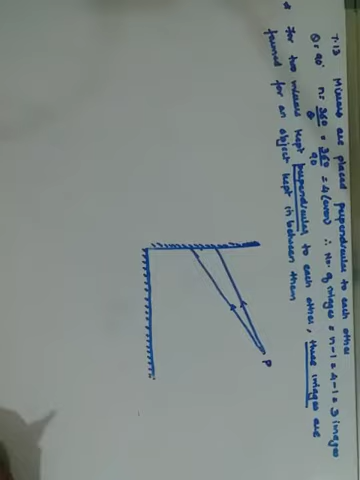 7.13 Mirrors are placed perpendicular to each other
θ = 90° n = 360/θ = 360/90 = 4 (even) ∴ No. of images = n-1 = 4-1 = 3 images
* For two mirrors kept perpendicular to each other, three images are
formed for an object kept in between them
P